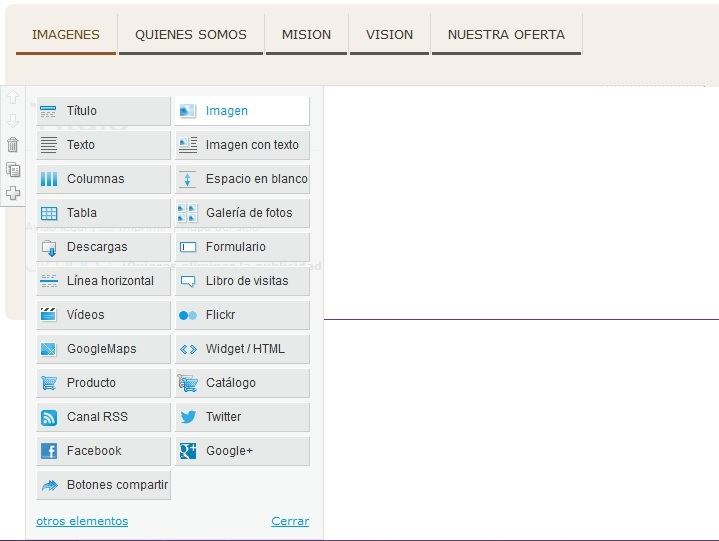 IMAGENES QUIENES SOMOS MISION VISION NUESTRA OFERTA
Título Imagen
Texto Imagen con texto
Columnas Espacio en blanco
Tabla Galería de fotos
Descargas Formulario
Línea horizontal Libro de visitas
Vídeos Flickr
GoogleMaps Widget / HTML
Producto Catálogo
Canal RSS Twitter
Facebook Google+
Botones compartir
otros elementos Cerrar